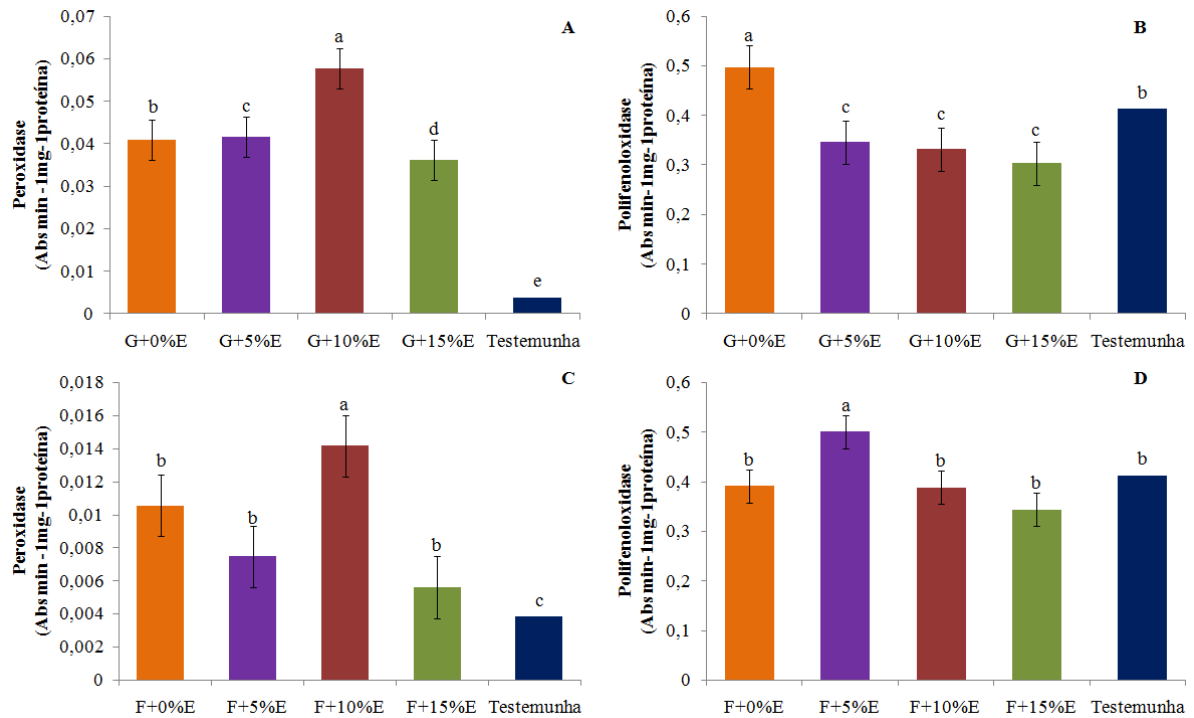 A
Peroxidase
(Abs min -1mg-1proteína)
0,07
0,06
0,05
0,04
0,03
0,02
0,01
0
b
c
a
d
e
G+0%E G+5%E G+10%E G+15%E Testemunha
B
Polifenoloxidase
(Abs min-1mg-1proteína)
0,6
0,5
0,4
0,3
0,2
0,1
0
a
c
c
c
b
G+0%E G+5%E G+10%E G+15%E Testemunha
C
Peroxidase
(Abs min -1mg-1proteína)
0,018
0,016
0,014
0,012
0,01
0,008
0,006
0,004
0,002
0
b
b
a
b
c
F+0%E F+5%E F+10%E F+15%E Testemunha
D
Polifenoloxidase
(Abs min-1mg-1proteína)
0,6
0,5
0,4
0,3
0,2
0,1
0
b
a
b
b
b
F+0%E F+5%E F+10%E F+15%E Testemunha